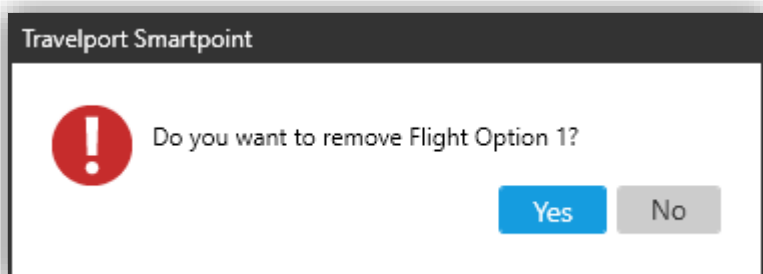 Travelport Smartpoint
Do you want to remove Flight Option 1?
Yes No